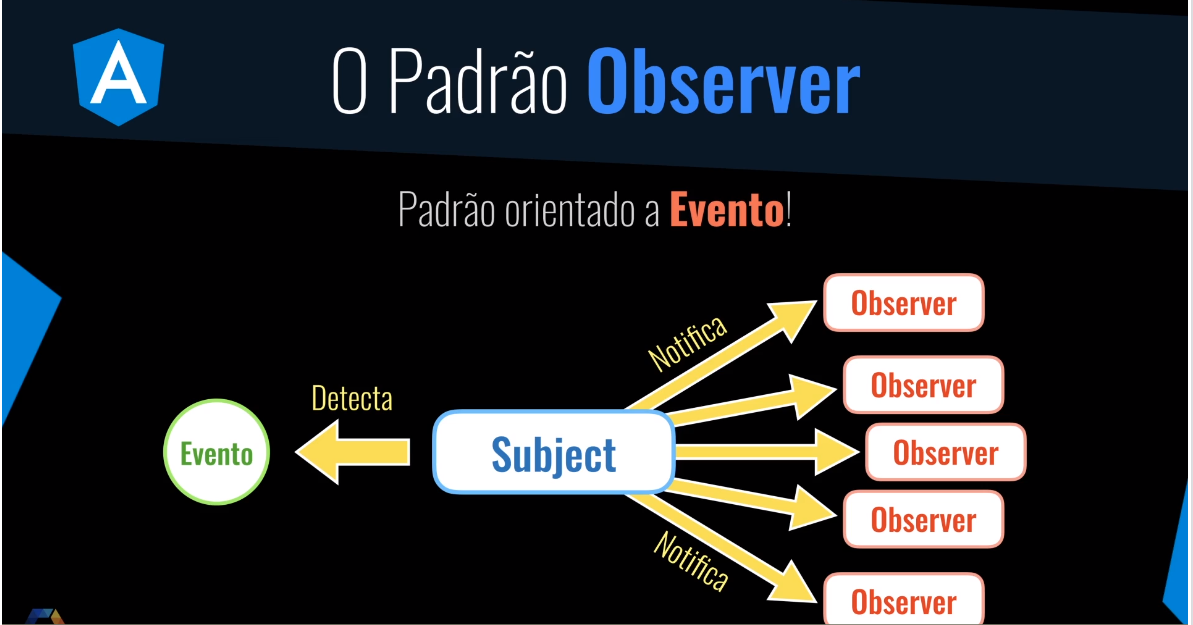 A
O Padrão Observer
Padrão orientado a Evento!
Observer
Notifica
Observer
Detecta
Evento
Subject
Observer
Observer
Notifica
Observer